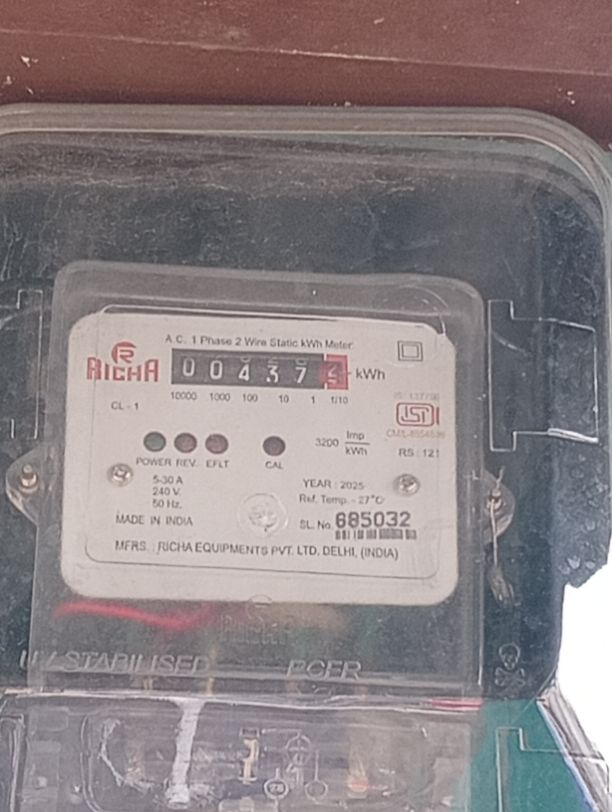 A.C. 1 Phase 2 Wire Static kWh Meter
R
RICHA
0 0 4 3 7 kWh
CL - 1
10000 1000 100 10 1 1/10
ISI
3200 Imp/kWh
RS : 121
POWER REV. EFLT CAL
5-30 A
240 V.
50 Hz.
YEAR : 2025
Ref. Temp. - 27°C
MADE IN INDIA
SL. No. 685032
MFRS. : RICHA EQUIPMENTS PVT. LTD. DELHI, (INDIA)
RICHA
STABILISED